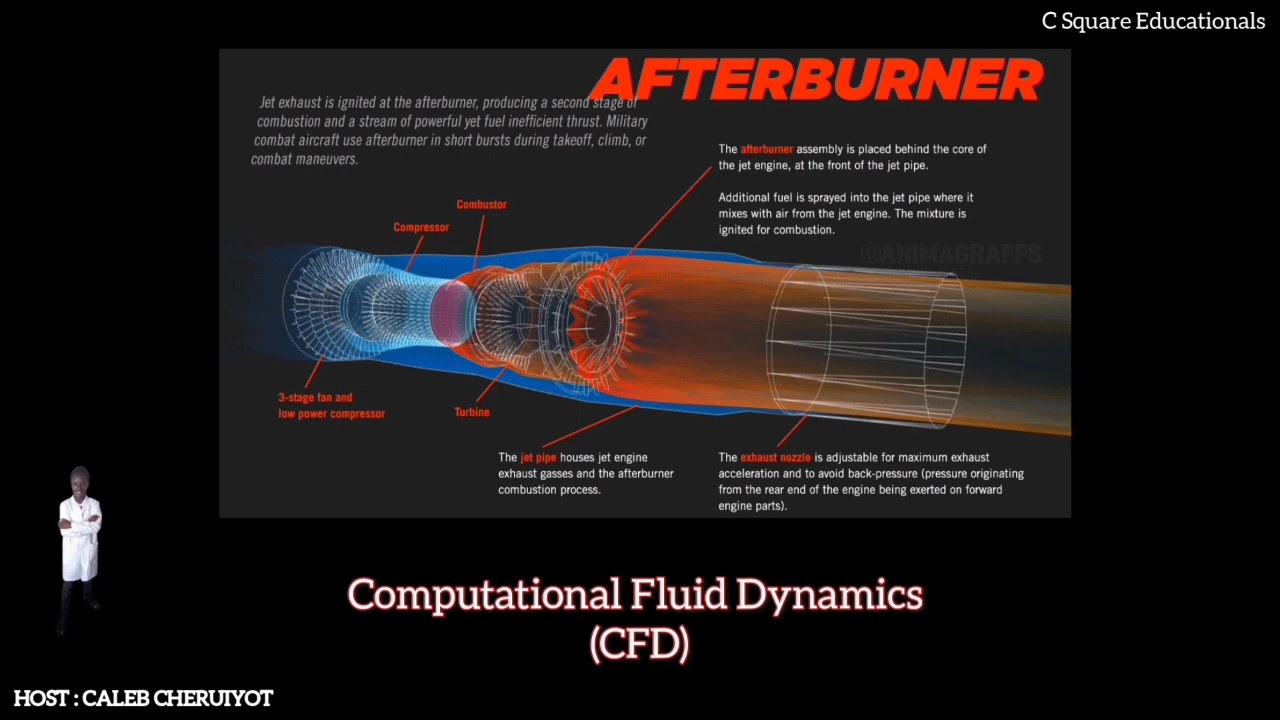 C Square Educationals
AFTERBURNER
Jet exhaust is ignited at the afterburner, producing a second stage of
combustion and a stream of powerful yet fuel inefficient thrust. Military
combat aircraft use afterburner in short bursts during takeoff, climb, or
combat maneuvers.
The afterburner assembly is placed behind the core of
the jet engine, at the front of the jet pipe.
Additional fuel is sprayed into the jet pipe where it
mixes with air from the jet engine. The mixture is
ignited for combustion.
©ANIMAGRAFFS
Combustor
Compressor
3-stage fan and
low power compressor
Turbine
The jet pipe houses jet engine
exhaust gasses and the afterburner
combustion process.
The exhaust nozzle is adjustable for maximum exhaust
acceleration and to avoid back-pressure (pressure originating
from the rear end of the engine being exerted on forward
engine parts).
Computational Fluid Dynamics
(CFD)
HOST : CALEB CHERUIYOT